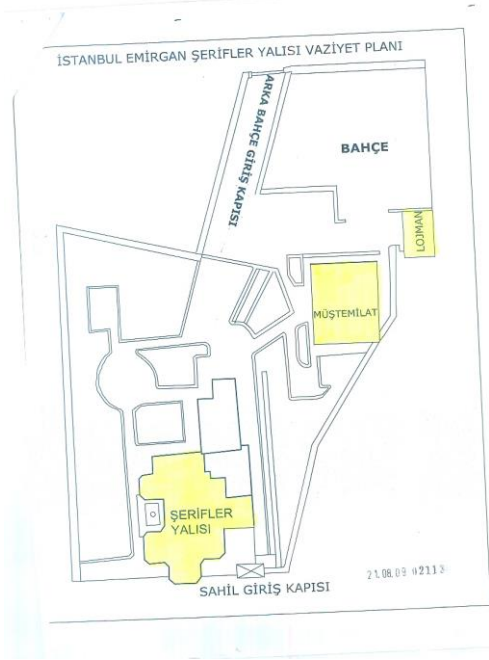 İSTANBUL EMİRGAN ŞERİFLER YALISI VAZİYET PLANI
ARKA BAHÇE GİRİŞ KAPISI
BAHÇE
LOJMAN
MÜŞTEMİLAT
ŞERİFLER
YALISI
21.08.09 02113
SAHİL GİRİŞ KAPISI